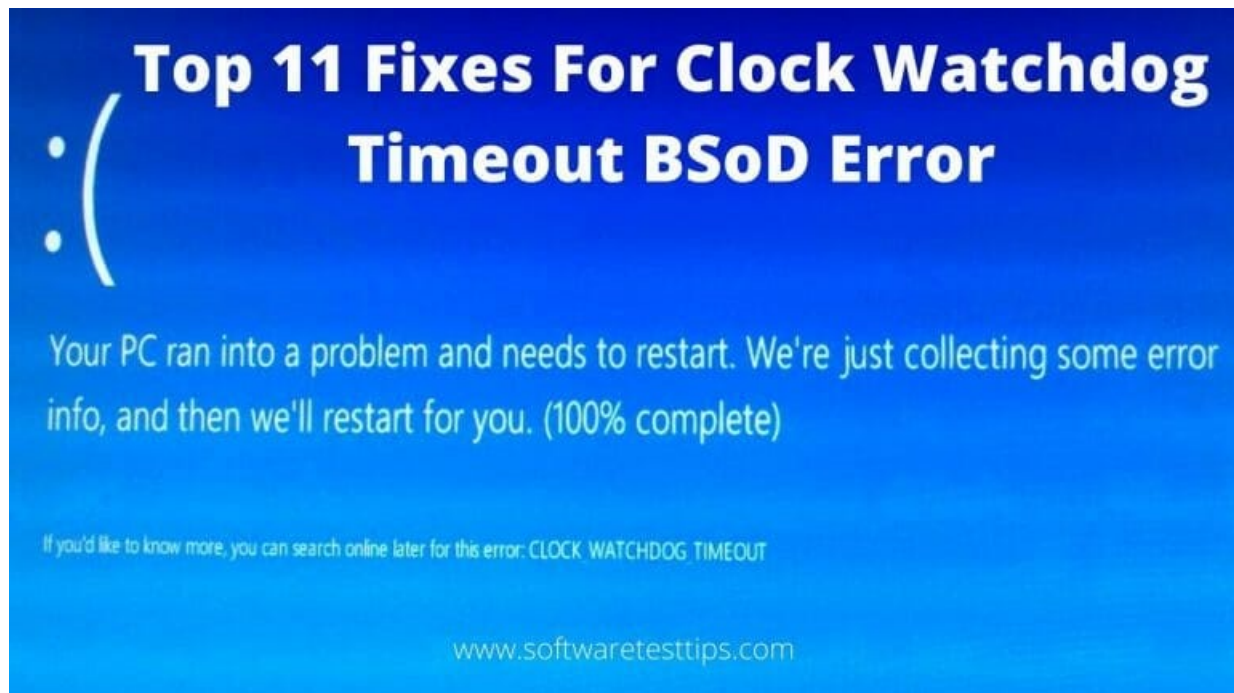 Top 11 Fixes For Clock Watchdog
Timeout BSoD Error
:(
Your PC ran into a problem and needs to restart. We're just collecting some error
info, and then we'll restart for you. (100% complete)
If you'd like to know more, you can search online later for this error: CLOCK_WATCHDOG_TIMEOUT
www.softwaretesttips.com